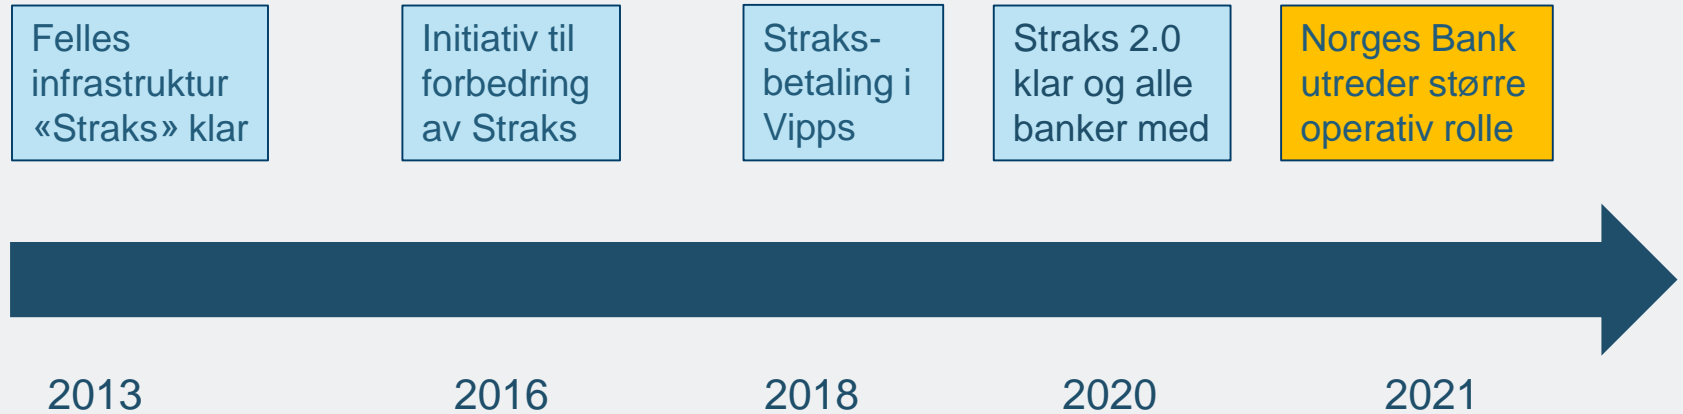 Felles
infrastruktur
«Straks» klar
Initiativ til
forbedring
av Straks
Straks-
betaling i
Vipps
Straks 2.0
klar og alle
banker med
Norges Bank
utreder større
operativ rolle
2013
2016
2018
2020
2021